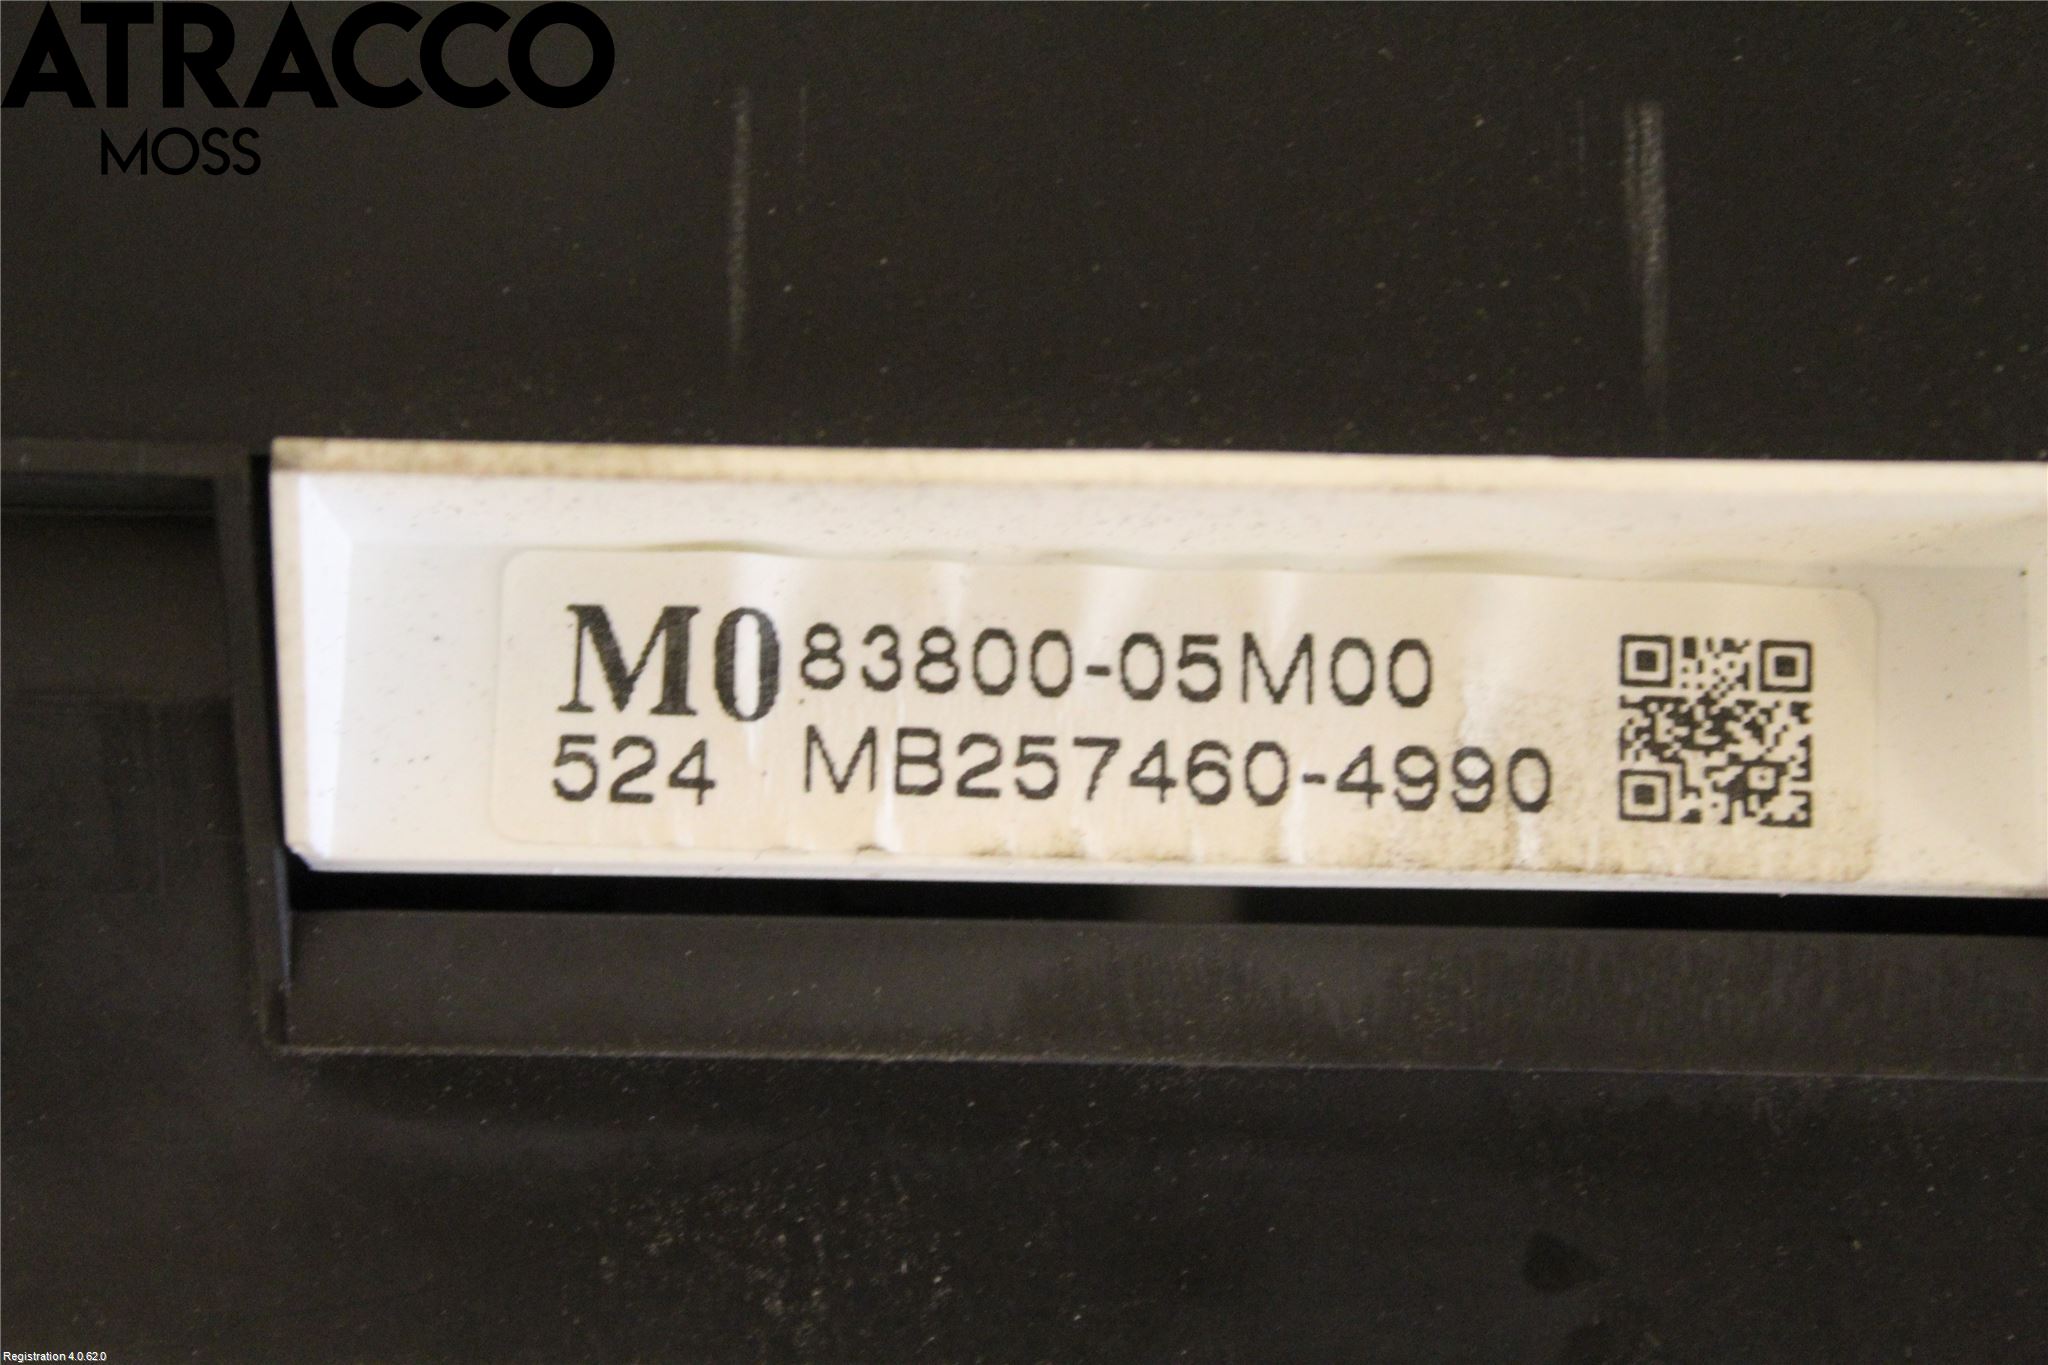 ATRACCO
MOSS
M0 83800-05M00
524 MB257460-4990
Registration 4.0.62.0